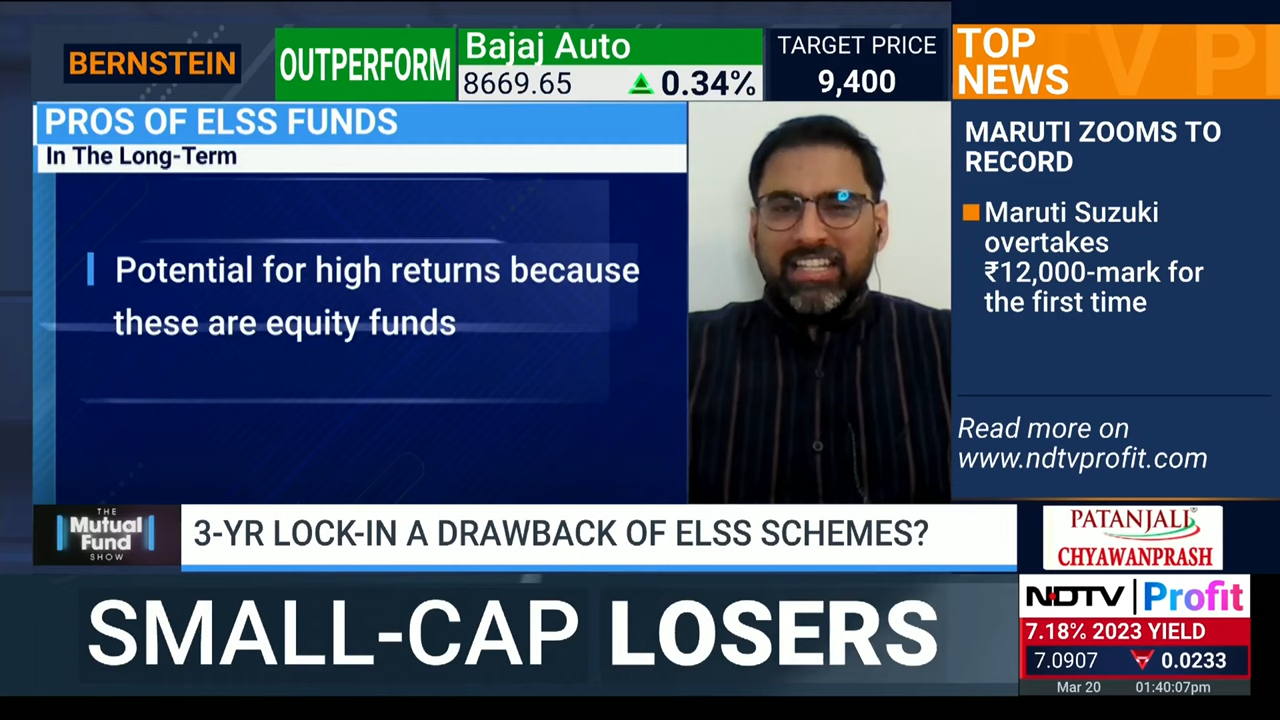 BERNSTEIN
OUTPERFORM
Bajaj Auto
8669.65 0.34%
TARGET PRICE
9,400
TOP
NEWS
PROS OF ELSS FUNDS
In The Long-Term
Potential for high returns because
these are equity funds
MARUTI ZOOMS TO
RECORD
Maruti Suzuki
overtakes
₹12,000-mark for
the first time
Read more on
www.ndtvprofit.com
THE
Mutual
Fund
SHOW
3-YR LOCK-IN A DRAWBACK OF ELSS SCHEMES?
PATANJALI
CHYAWANPRASH
SMALL-CAP LOSERS
NDTV Profit
7.18% 2023 YIELD
7.0907 0.0233
Mar 20 01:40:07pm